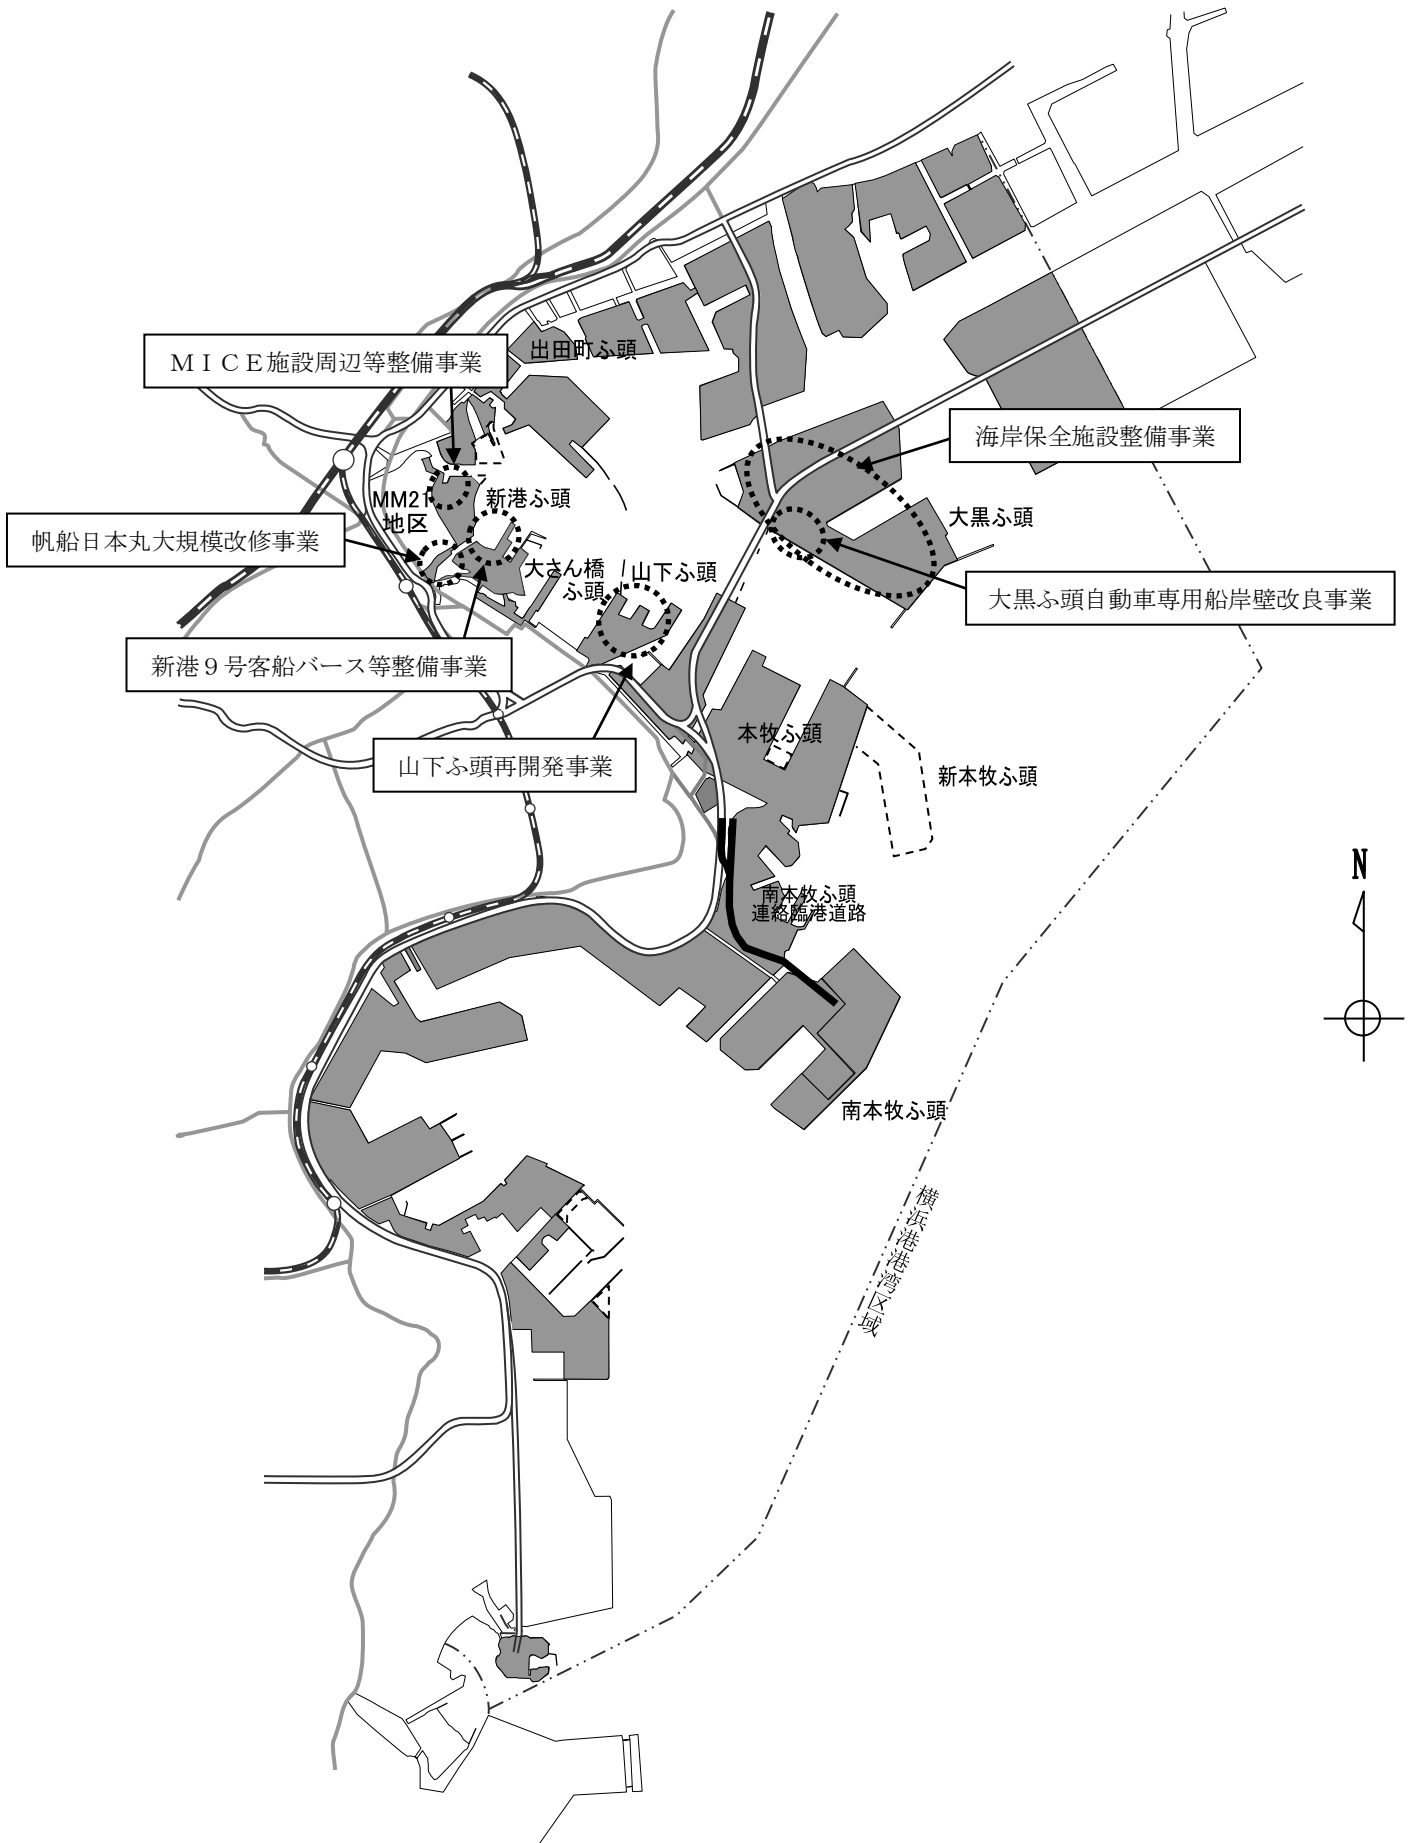 出田町ふ頭
ＭＩＣＥ施設周辺等整備事業
海岸保全施設整備事業
MM21
地区
新港ふ頭
大黒ふ頭
帆船日本丸大規模改修事業
大さん橋
ふ頭
山下ふ頭
大黒ふ頭自動車専用船岸壁改良事業
新港９号客船バース等整備事業
本牧ふ頭
山下ふ頭再開発事業
新本牧ふ頭
N
南本牧ふ頭
連絡臨港道路
南本牧ふ頭
横浜港港湾区域